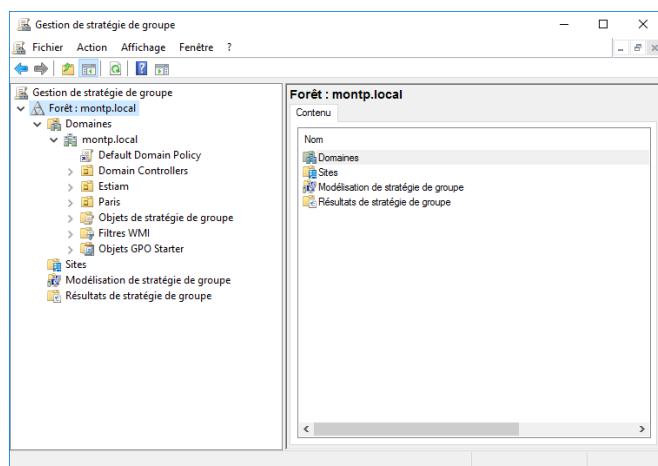 Gestion de stratégie de groupe
Fichier Action Affichage Fenêtre ?
Gestion de stratégie de groupe
Forêt : montp.local
Domaines
montp.local
Default Domain Policy
Domain Controllers
Estiam
Paris
Objets de stratégie de groupe
Filtres WMI
Objets GPO Starter
Sites
Modélisation de stratégie de groupe
Résultats de stratégie de groupe
Forêt : montp.local
Contenu
Nom
Domaines
Sites
Modélisation de stratégie de groupe
Résultats de stratégie de groupe